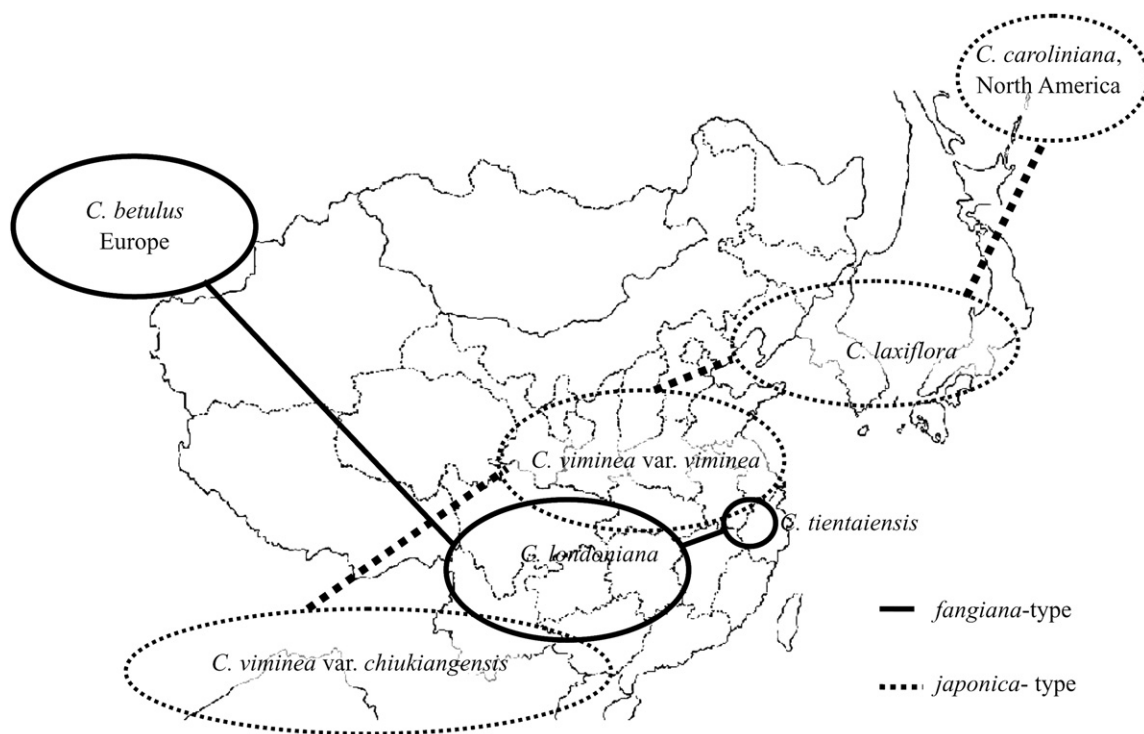 C. caroliniana,
North America
C. betulus
Europe
C. laxiflora
C. viminea var. viminea
C. tientaiensis
C. londoniana
fangiana-type
C. viminea var. chiukiangensis
japonica- type